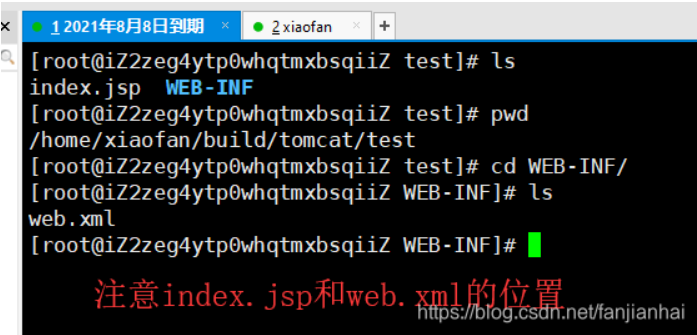 1 2021年8月8日到期 × 2 xiaofan × +
[root@iZ2zeg4ytp0whqtmxbsqiiZ test]# ls
index.jsp  WEB-INF
[root@iZ2zeg4ytp0whqtmxbsqiiZ test]# pwd
/home/xiaofan/build/tomcat/test
[root@iZ2zeg4ytp0whqtmxbsqiiZ test]# cd WEB-INF/
[root@iZ2zeg4ytp0whqtmxbsqiiZ WEB-INF]# ls
web.xml
[root@iZ2zeg4ytp0whqtmxbsqiiZ WEB-INF]#
注意index.jsp和web.xml的位置
https://blog.csdn.net/fanjianhai